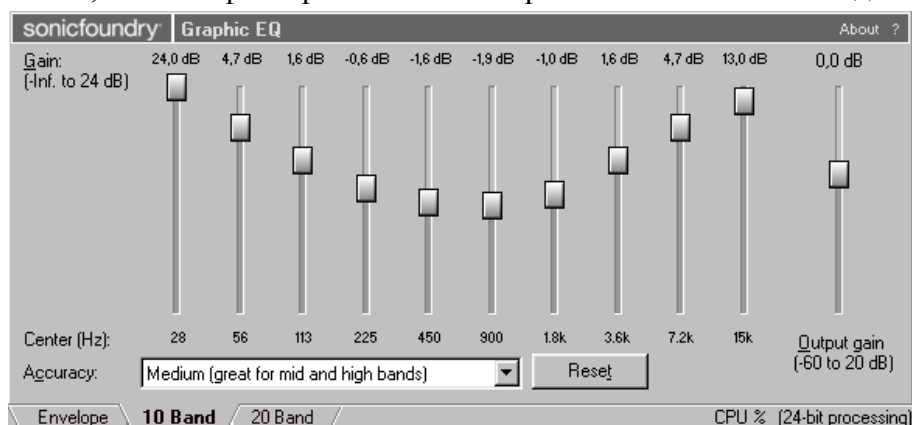 sonicfoundry Graphic EQ About ?
Gain: 24,0 dB 4,7 dB 1,6 dB -0,6 dB -1,6 dB -1,9 dB -1,0 dB 1,6 dB 4,7 dB 13,0 dB 0,0 dB
(-Inf. to 24 dB)
Center (Hz): 28 56 113 225 450 900 1.8k 3.6k 7.2k 15k Output gain
(-60 to 20 dB)
Accuracy: Medium (great for mid and high bands) Reset
Envelope 10 Band 20 Band CPU % (24-bit processing)